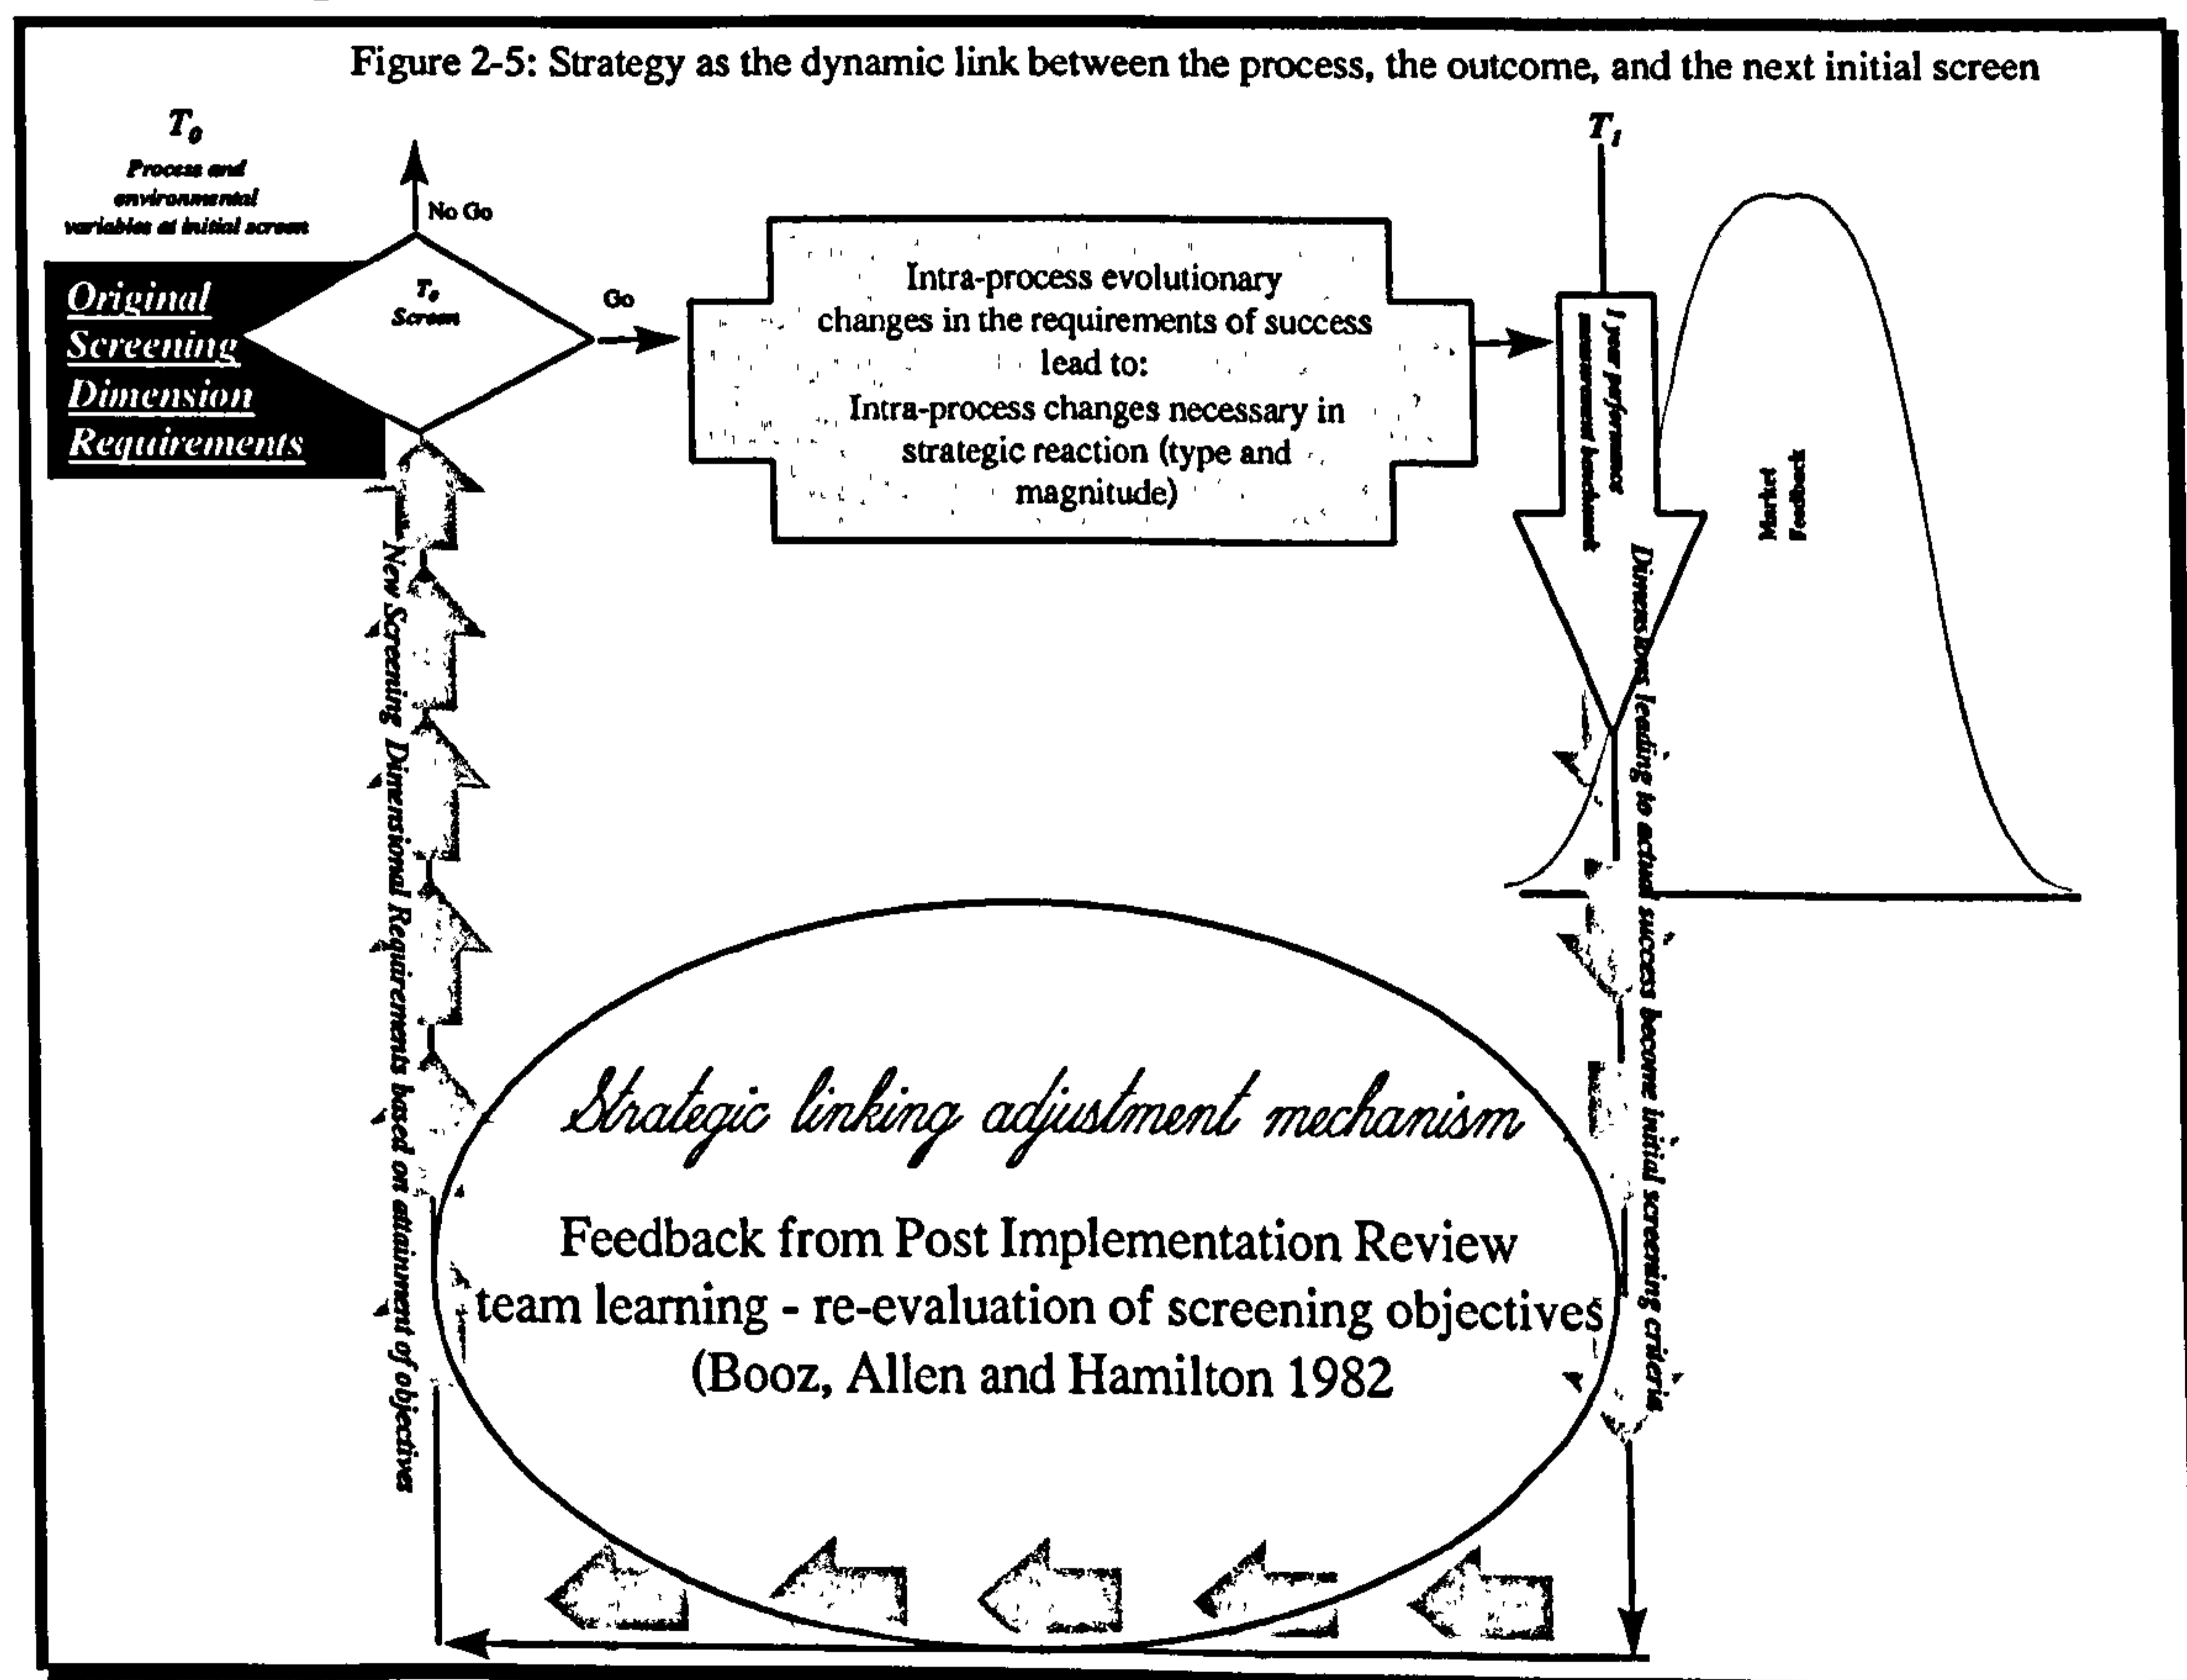 Figure 2-5: Strategy as the dynamic link between the process, the outcome, and the next initial screen
T0
Process and
environmental
variables at initial screen
No Go
Original
Screening
Dimension
Requirements
T0
Screen
Go
Intra-process evolutionary
changes in the requirements of success
lead to:
Intra-process changes necessary in
strategic reaction (type and
magnitude)
T1
1 year performance
measurement benchmark
Market
Feedback
Dimensions leading to actual success become initial screening criteria
New Screening Dimensional Requirements based on attainment of objectives
Strategic linking adjustment mechanism
Feedback from Post Implementation Review
team learning - re-evaluation of screening objectives
(Booz, Allen and Hamilton 1982